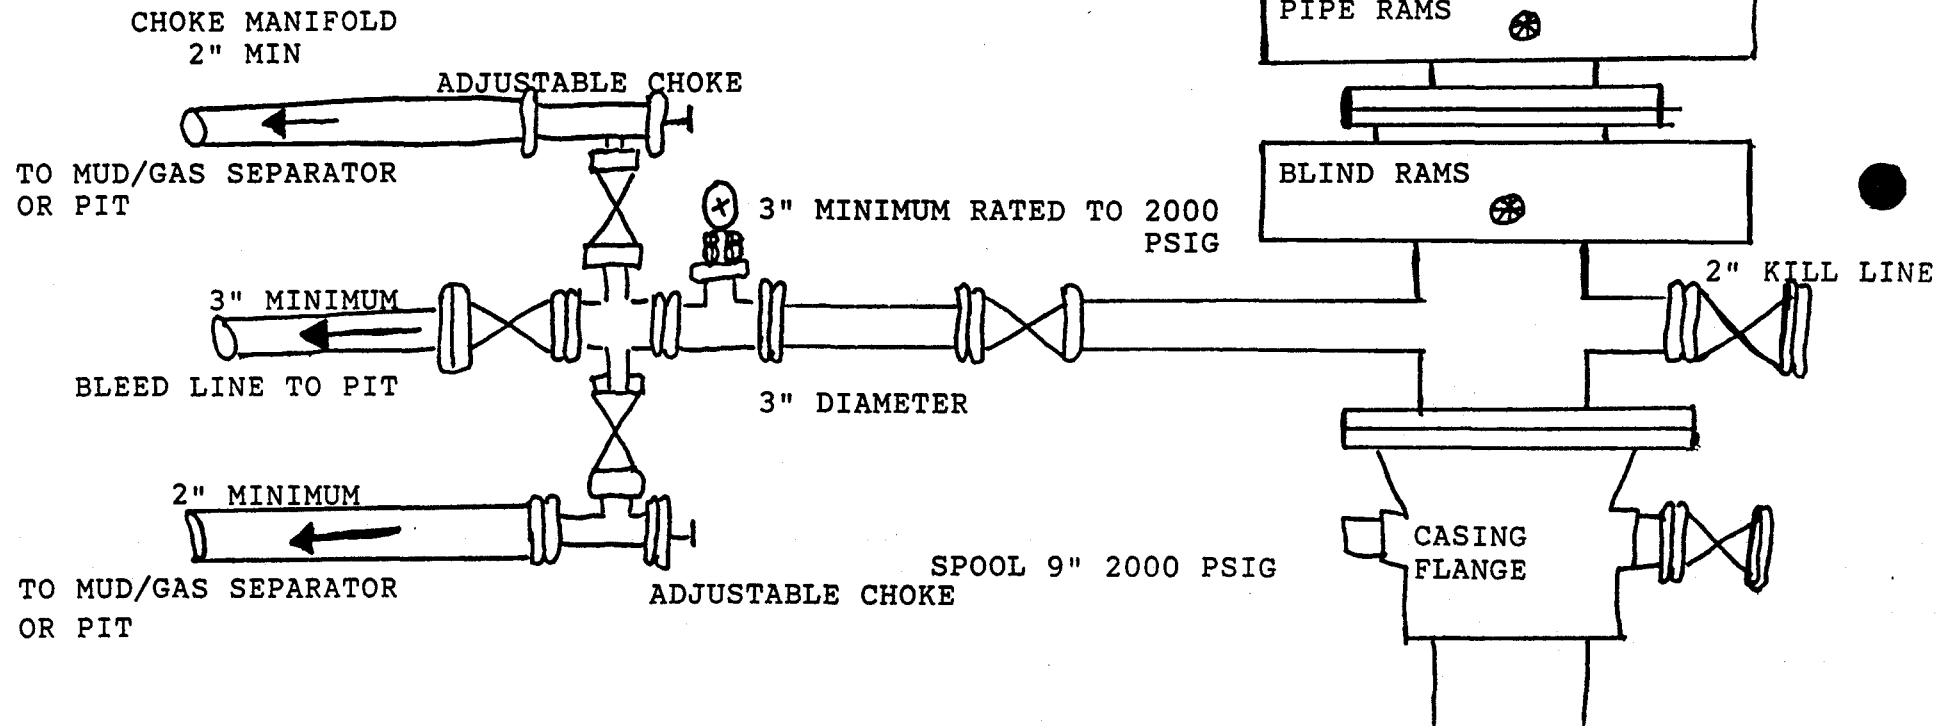 CHOKE MANIFOLD
2" MIN
ADJUSTABLE CHOKE
TO MUD/GAS SEPARATOR
OR PIT
3" MINIMUM RATED TO 2000
PSIG
3" MINIMUM
BLEED LINE TO PIT
3" DIAMETER
2" MINIMUM
TO MUD/GAS SEPARATOR
OR PIT
ADJUSTABLE CHOKE
SPOOL 9" 2000 PSIG
PIPE RAMS
BLIND RAMS
2" KILL LINE
CASING
FLANGE